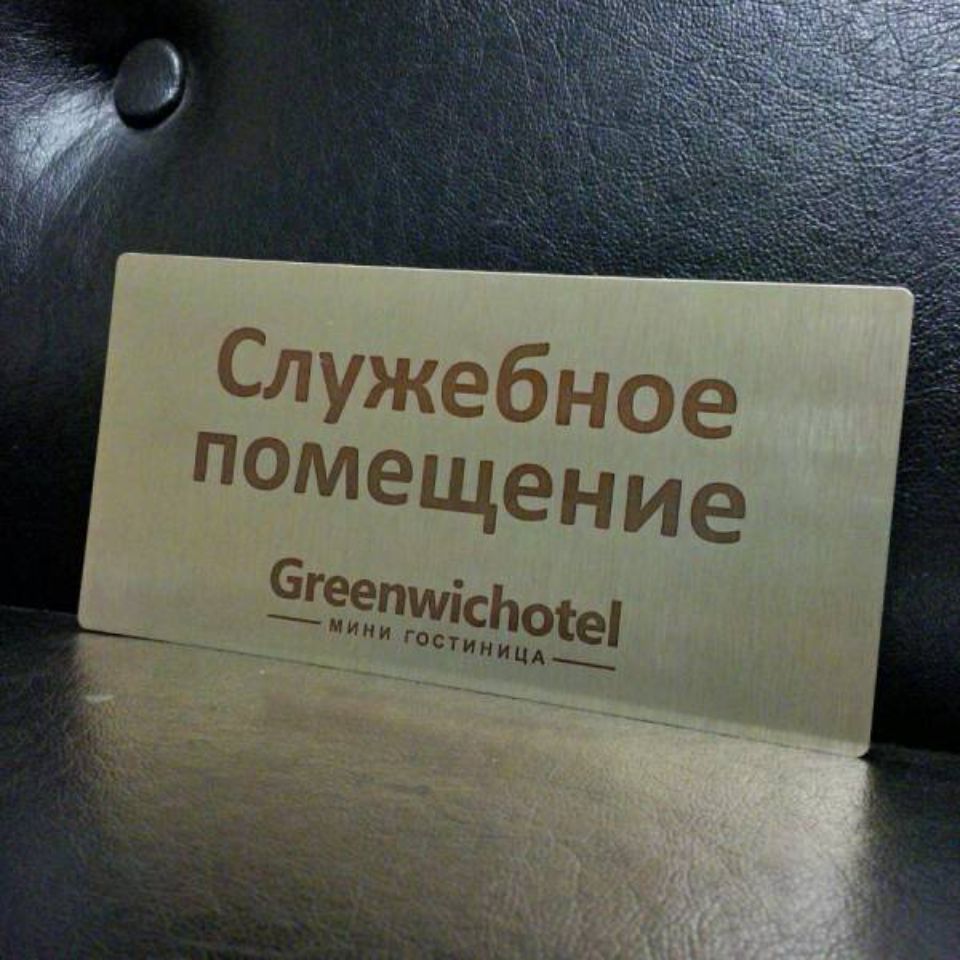 Служебное
помещение
Greenwichotel
МИНИ ГОСТИНИЦА